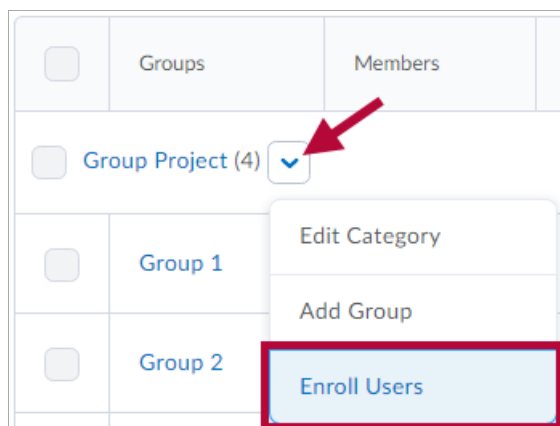 Groups Members
Group Project (4)
Edit Category
Group 1
Add Group
Group 2
Enroll Users